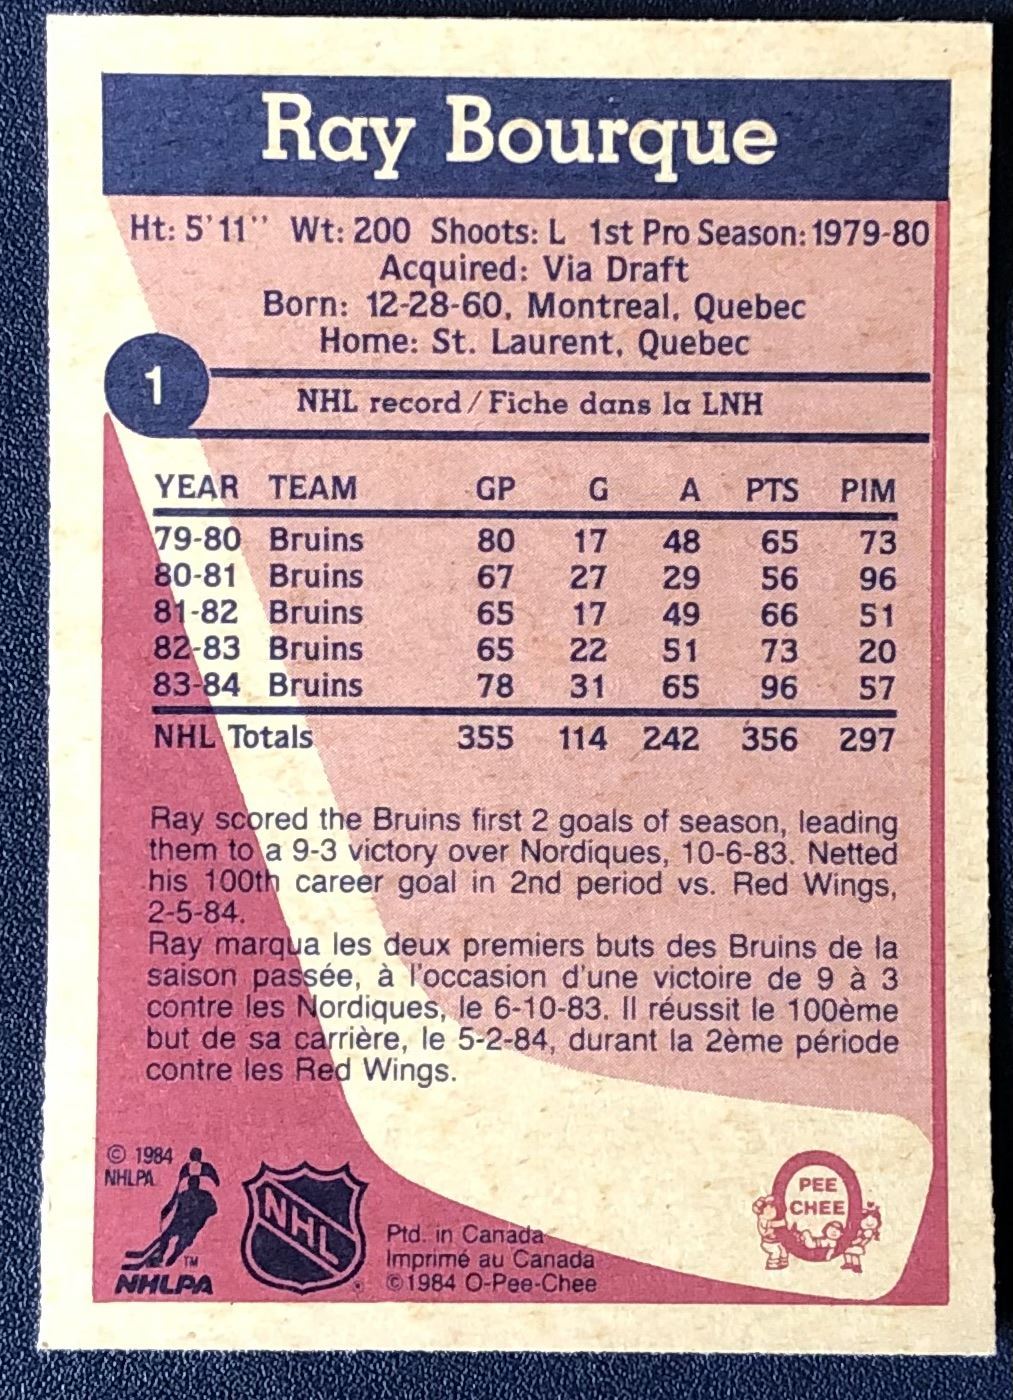 Ray Bourque
Ht: 5'11" Wt: 200 Shoots: L 1st Pro Season: 1979-80
Acquired: Via Draft
Born: 12-28-60, Montreal, Quebec
Home: St. Laurent, Quebec
1
NHL record / Fiche dans la LNH
YEAR TEAM GP G A PTS PIM
79-80 Bruins 80 17 48 65 73
80-81 Bruins 67 27 29 56 96
81-82 Bruins 65 17 49 66 51
82-83 Bruins 65 22 51 73 20
83-84 Bruins 78 31 65 96 57
NHL Totals 355 114 242 356 297
Ray scored the Bruins first 2 goals of season, leading
them to a 9-3 victory over Nordiques, 10-6-83. Netted
his 100th career goal in 2nd period vs. Red Wings,
2-5-84.
Ray marqua les deux premiers buts des Bruins de la
saison passée, à l'occasion d'une victoire de 9 à 3
contre les Nordiques, le 6-10-83. Il réussit le 100ème
but de sa carrière, le 5-2-84, durant la 2ème période
contre les Red Wings.
© 1984
NHLPA
TM
NHLPA
NHL
Ptd. in Canada
Imprimé au Canada
©1984 O-Pee-Chee
O
PEE
CHEE